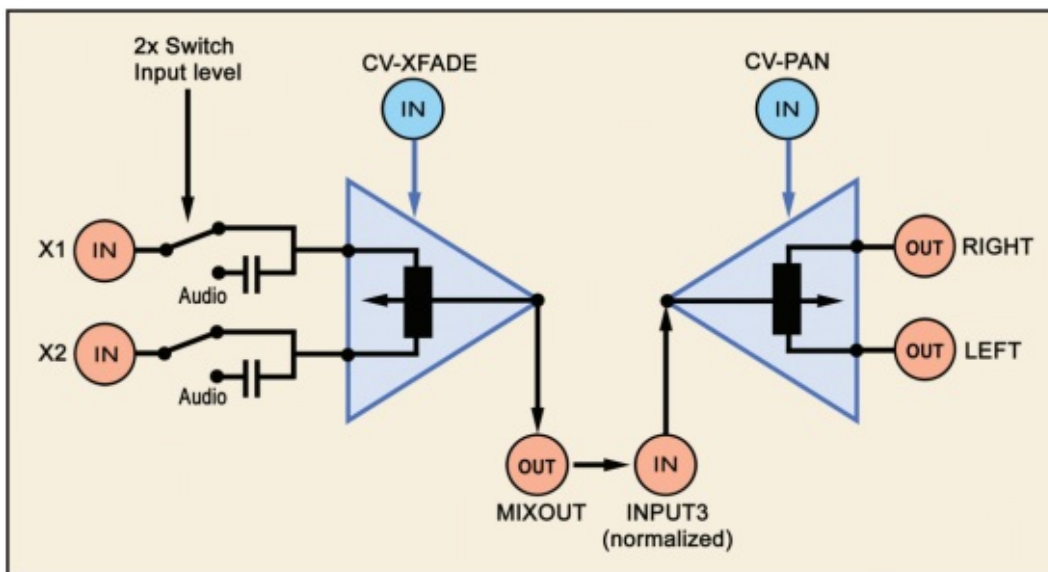 2x Switch
Input level
CV-XFADE
IN
CV-PAN
IN
X1
IN
Audio
X2
IN
Audio
OUT
RIGHT
OUT
LEFT
OUT
MIXOUT
IN
INPUT3
(normalized)